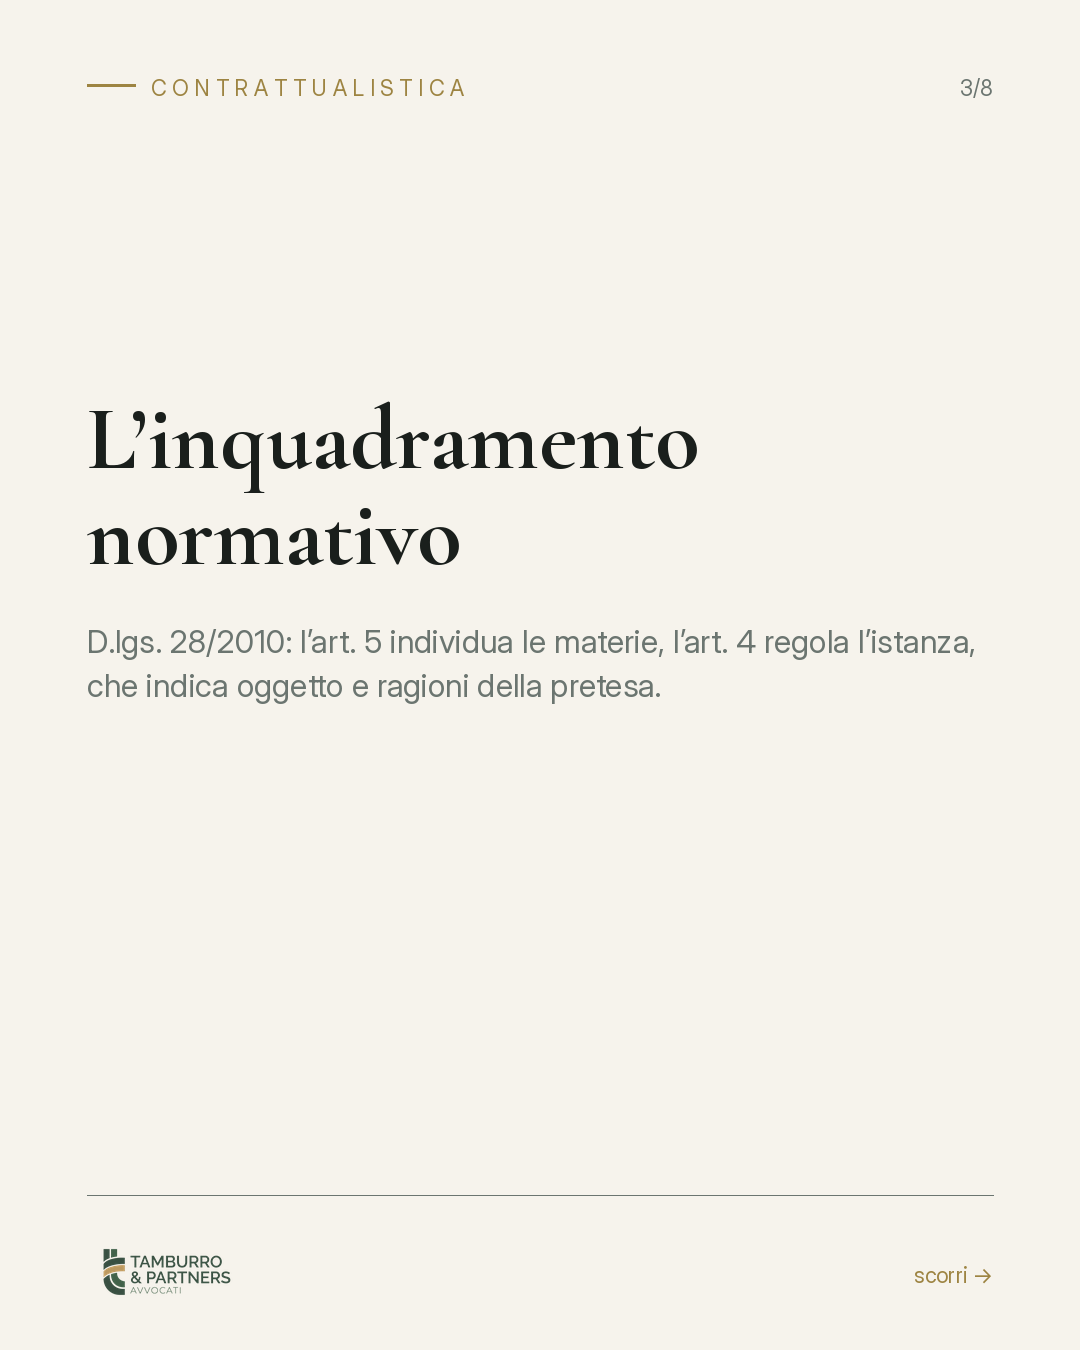 CONTRATTUALISTICA
3/8
L’inquadramento
normativo
D.lgs. 28/2010: l’art. 5 individua le materie, l’art. 4 regola l’istanza,
che indica oggetto e ragioni della pretesa.
TAMBURRO
& PARTNERS
AVVOCATI
scorri →